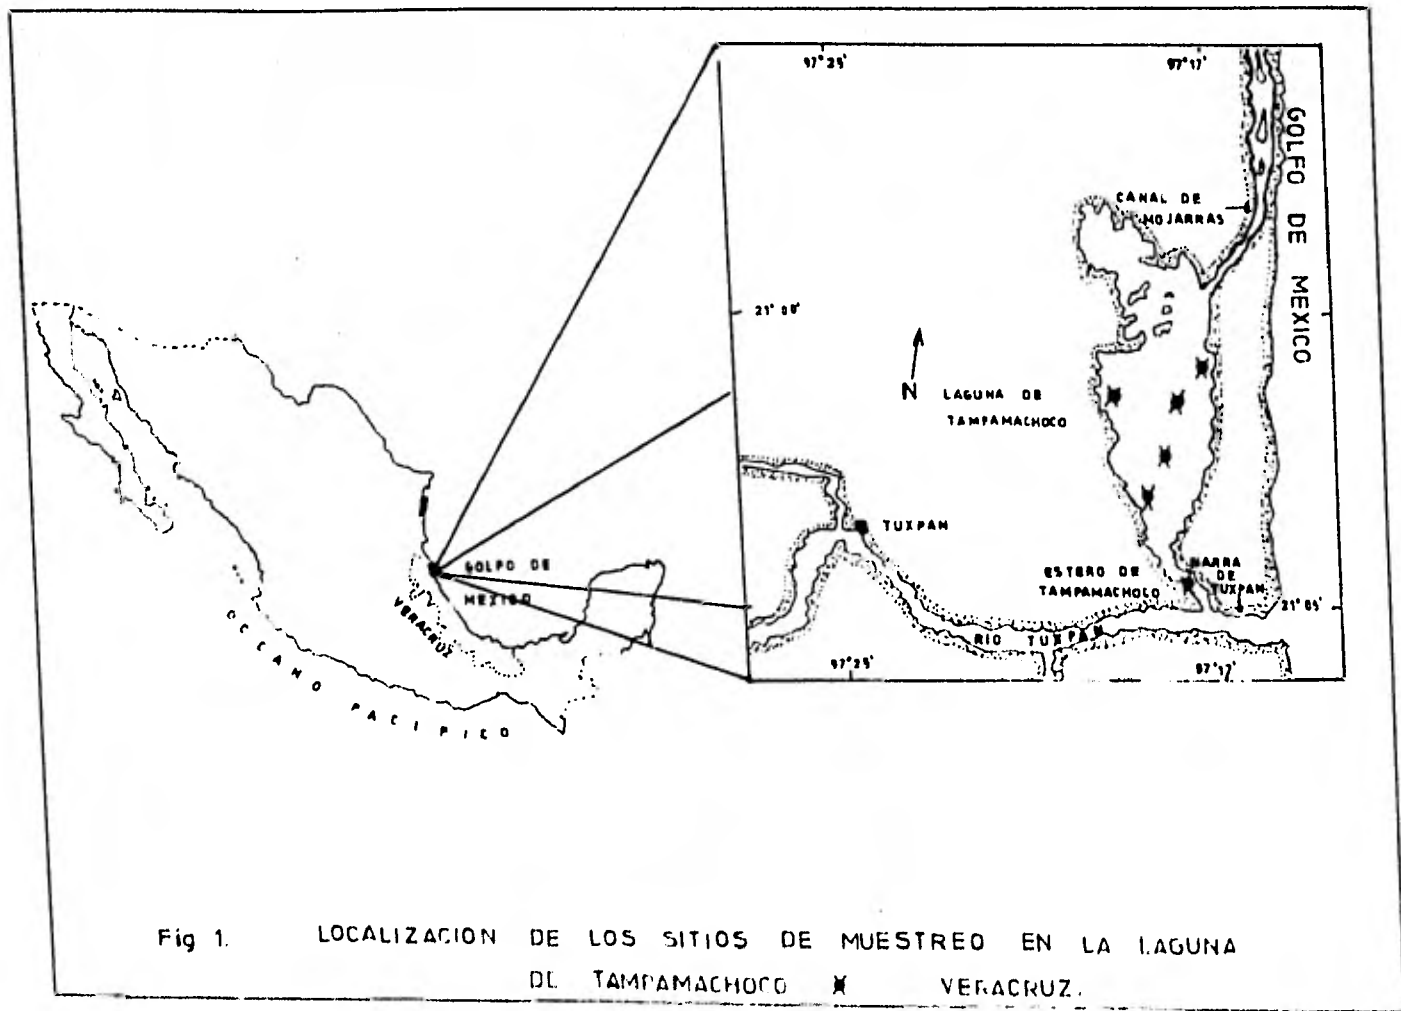 97°25'
97°17'
GOLFO DE MEXICO
CANAL DE
MOJARRAS
21° 08'
N
LAGUNA DE
TAMPAMACHOCO
TUXPAN
ESTERO DE
TAMPAMACHOCO
BARRA
DE
TUXPAN
21°05'
RIO TUXPAN
97°25'
97°17'
GOLFO DE
MEXICO
VERACRUZ
OCEANO PACIFICO
Fig 1. LOCALIZACION DE LOS SITIOS DE MUESTREO EN LA LAGUNA
DE TAMPAMACHOCO VERACRUZ.